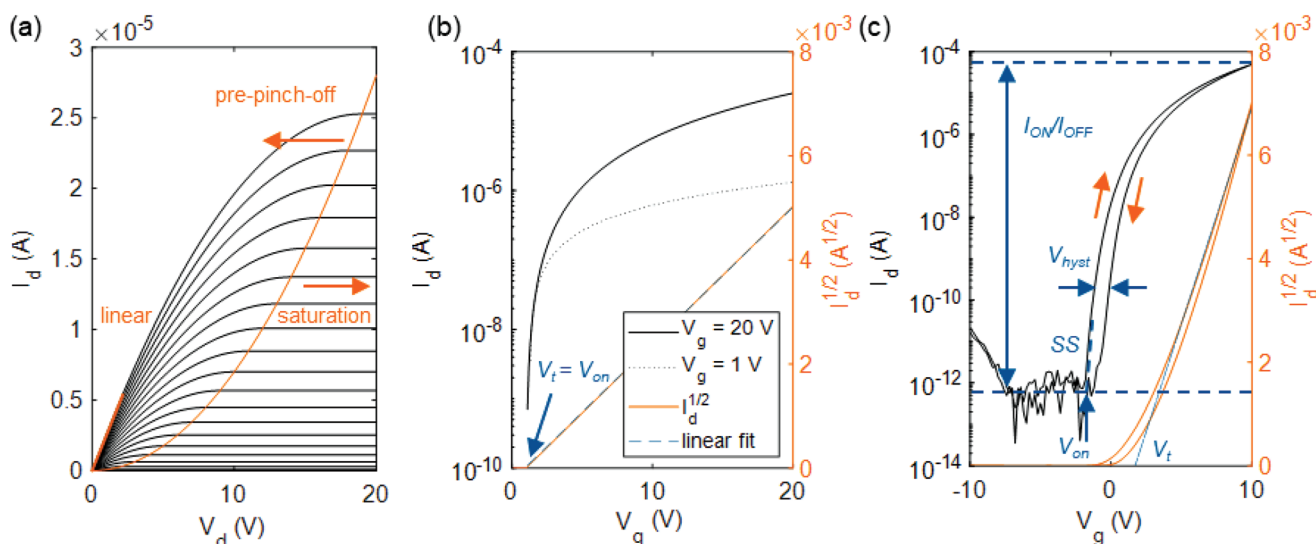 (a)
×10⁻⁵
3
2.5
2
1.5
1
0.5
0
I_d (A)
pre-pinch-off
linear
saturation
0
10
20
V_d (V)
(b)
×10⁻³
10⁻⁴
10⁻⁶
10⁻⁸
10⁻¹⁰
I_d (A)
V_t = V_on
V_g = 20 V
V_g = 1 V
I_d^1/2
linear fit
8
6
4
2
0
I_d^1/2 (A^1/2)
0
10
20
V_g (V)
(c)
×10⁻³
10⁻⁴
10⁻⁶
10⁻⁸
10⁻¹⁰
10⁻¹²
10⁻¹⁴
I_d (A)
I_ON/I_OFF
V_hyst
SS
V_on
V_t
8
6
4
2
0
I_d^1/2 (A^1/2)
-10
0
10
V_g (V)